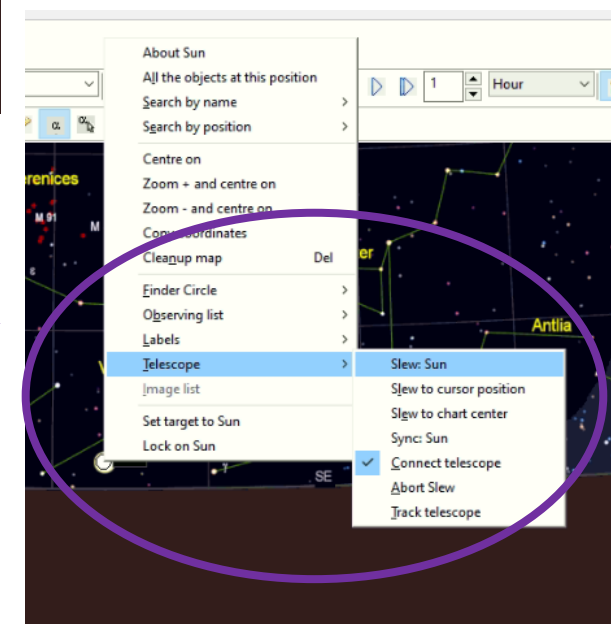 About Sun
All the objects at this position
Search by name
Search by position
1
Hour
α
α
Centre on
Zoom + and centre on
Zoom - and centre on
Copy coordinates
Cleanup map Del
erenices
M 91
M
ε
er
Finder Circle
Observing list
Labels
Telescope
Image list
Set target to Sun
Lock on Sun
Antlia
V
Slew: Sun
Slew to cursor position
Slew to chart center
Sync: Sun
Connect telescope
Abort Slew
Track telescope
γ
SE